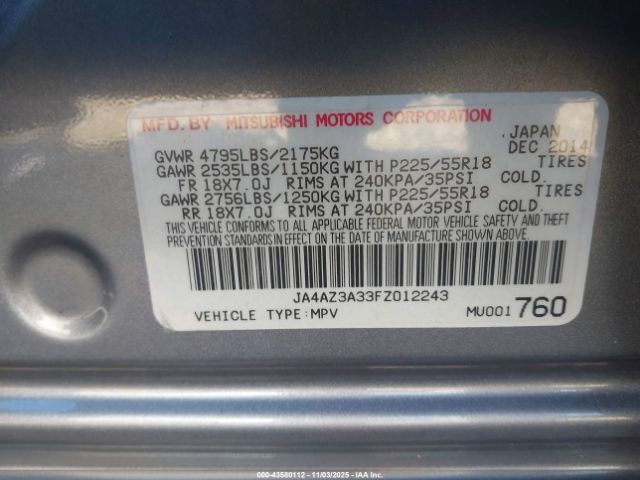 MFD. BY MITSUBISHI MOTORS CORPORATION
JAPAN
GVWR 4795LBS/2175KG DEC 2014
GAWR 2535LBS/1150KG WITH P225/55R18 TIRES
FR 18X7.0J RIMS AT 240KPA/35PSI COLD.
GAWR 2756LBS/1250KG WITH P225/55R18 TIRES
RR 18X7.0J RIMS AT 240KPA/35PSI COLD.
THIS VEHICLE CONFORMS TO ALL APPLICABLE FEDERAL MOTOR VEHICLE SAFETY AND THEFT
PREVENTION STANDARDS IN EFFECT ON THE DATE OF MANUFACTURE SHOWN ABOVE.
JA4AZ3A33FZ012243
VEHICLE TYPE:MPV MU001 760
000-43580112 - 11/03/2025 - IAAI, Inc.